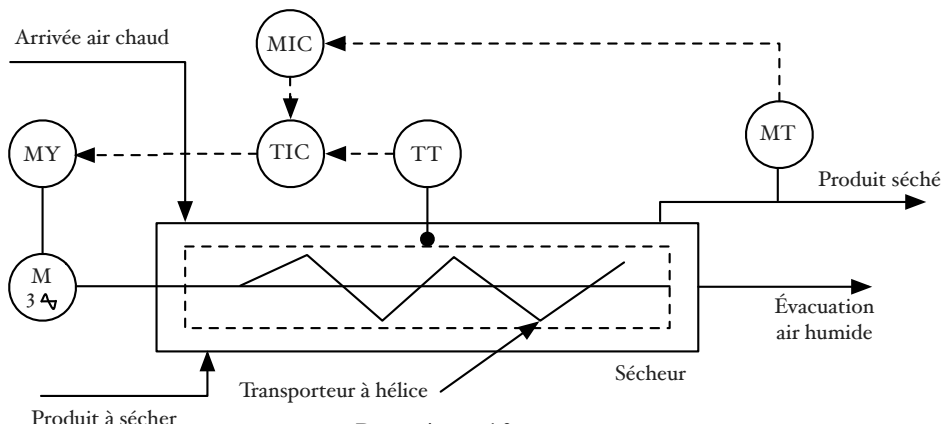 Arrivée air chaud
MIC
MT
MY
TIC
TT
Produit séché
M
3
Évacuation
air humide
Sécheur
Transporteur à hélice
Produit à sécher